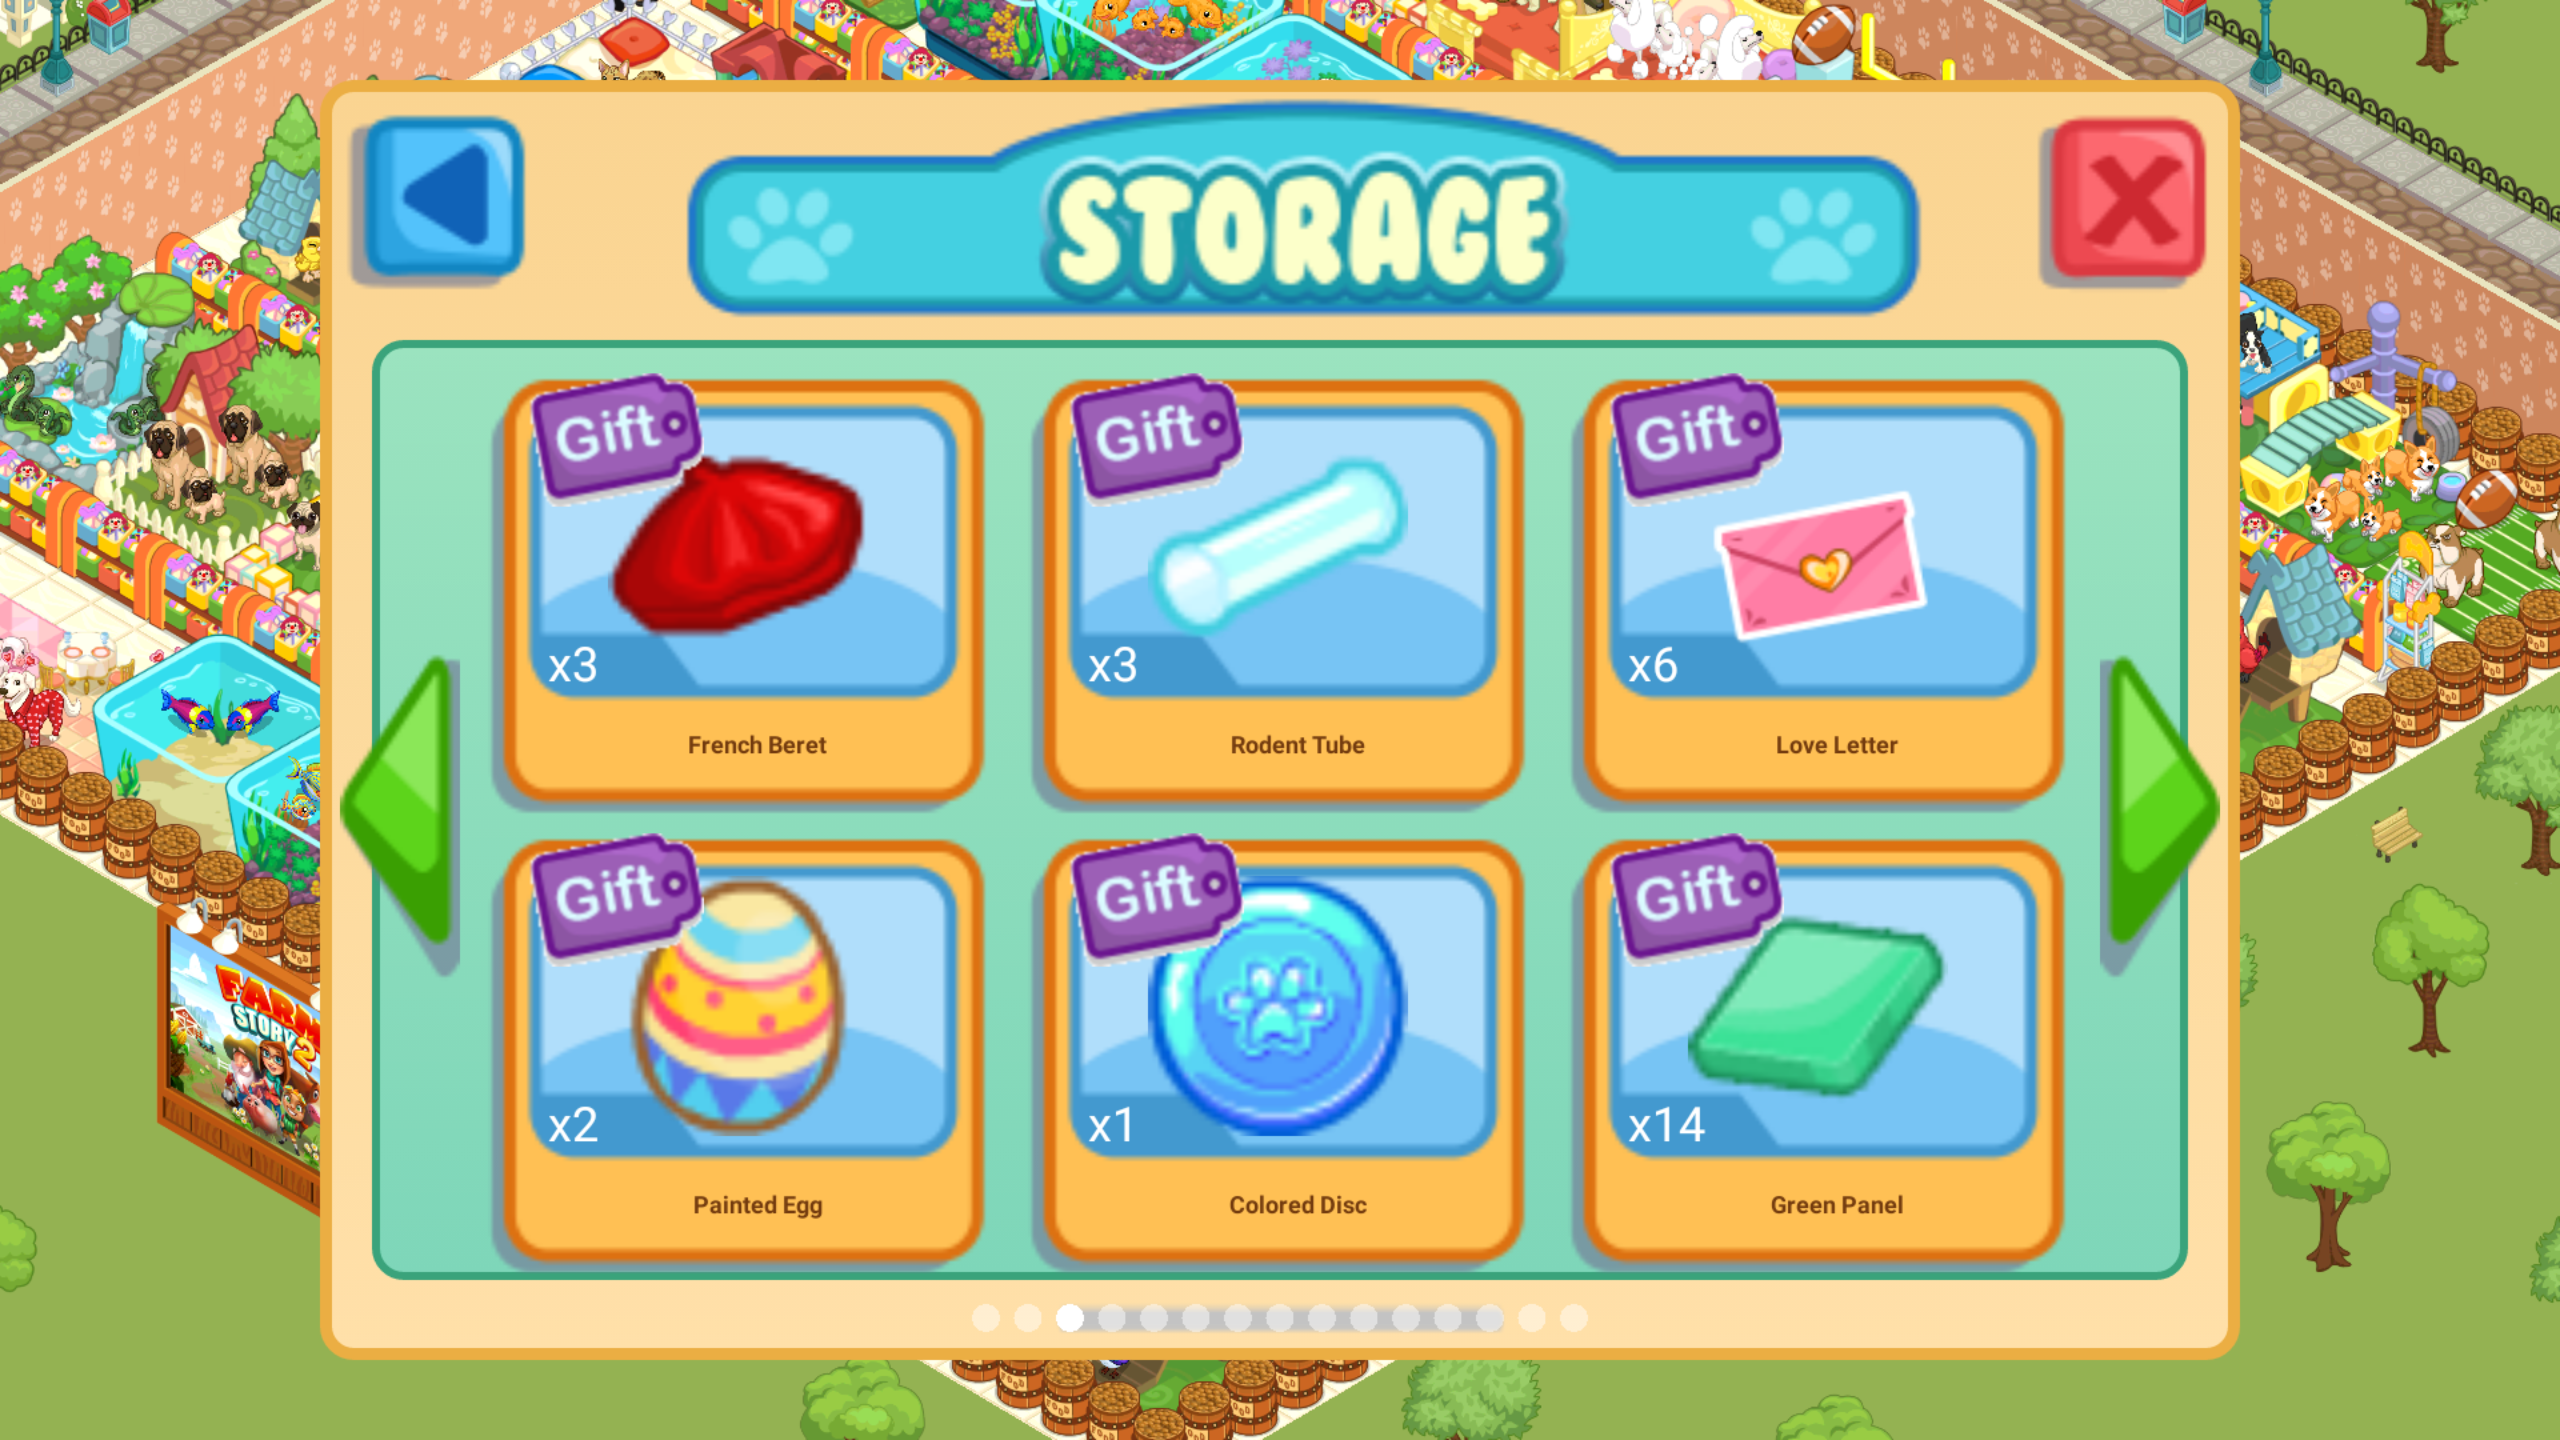 STORAGE
Gift
x3
French Beret
Gift
x3
Rodent Tube
Gift
x6
Love Letter
Gift
x2
Painted Egg
Gift
x1
Colored Disc
Gift
x14
Green Panel
FARM
STORY 2